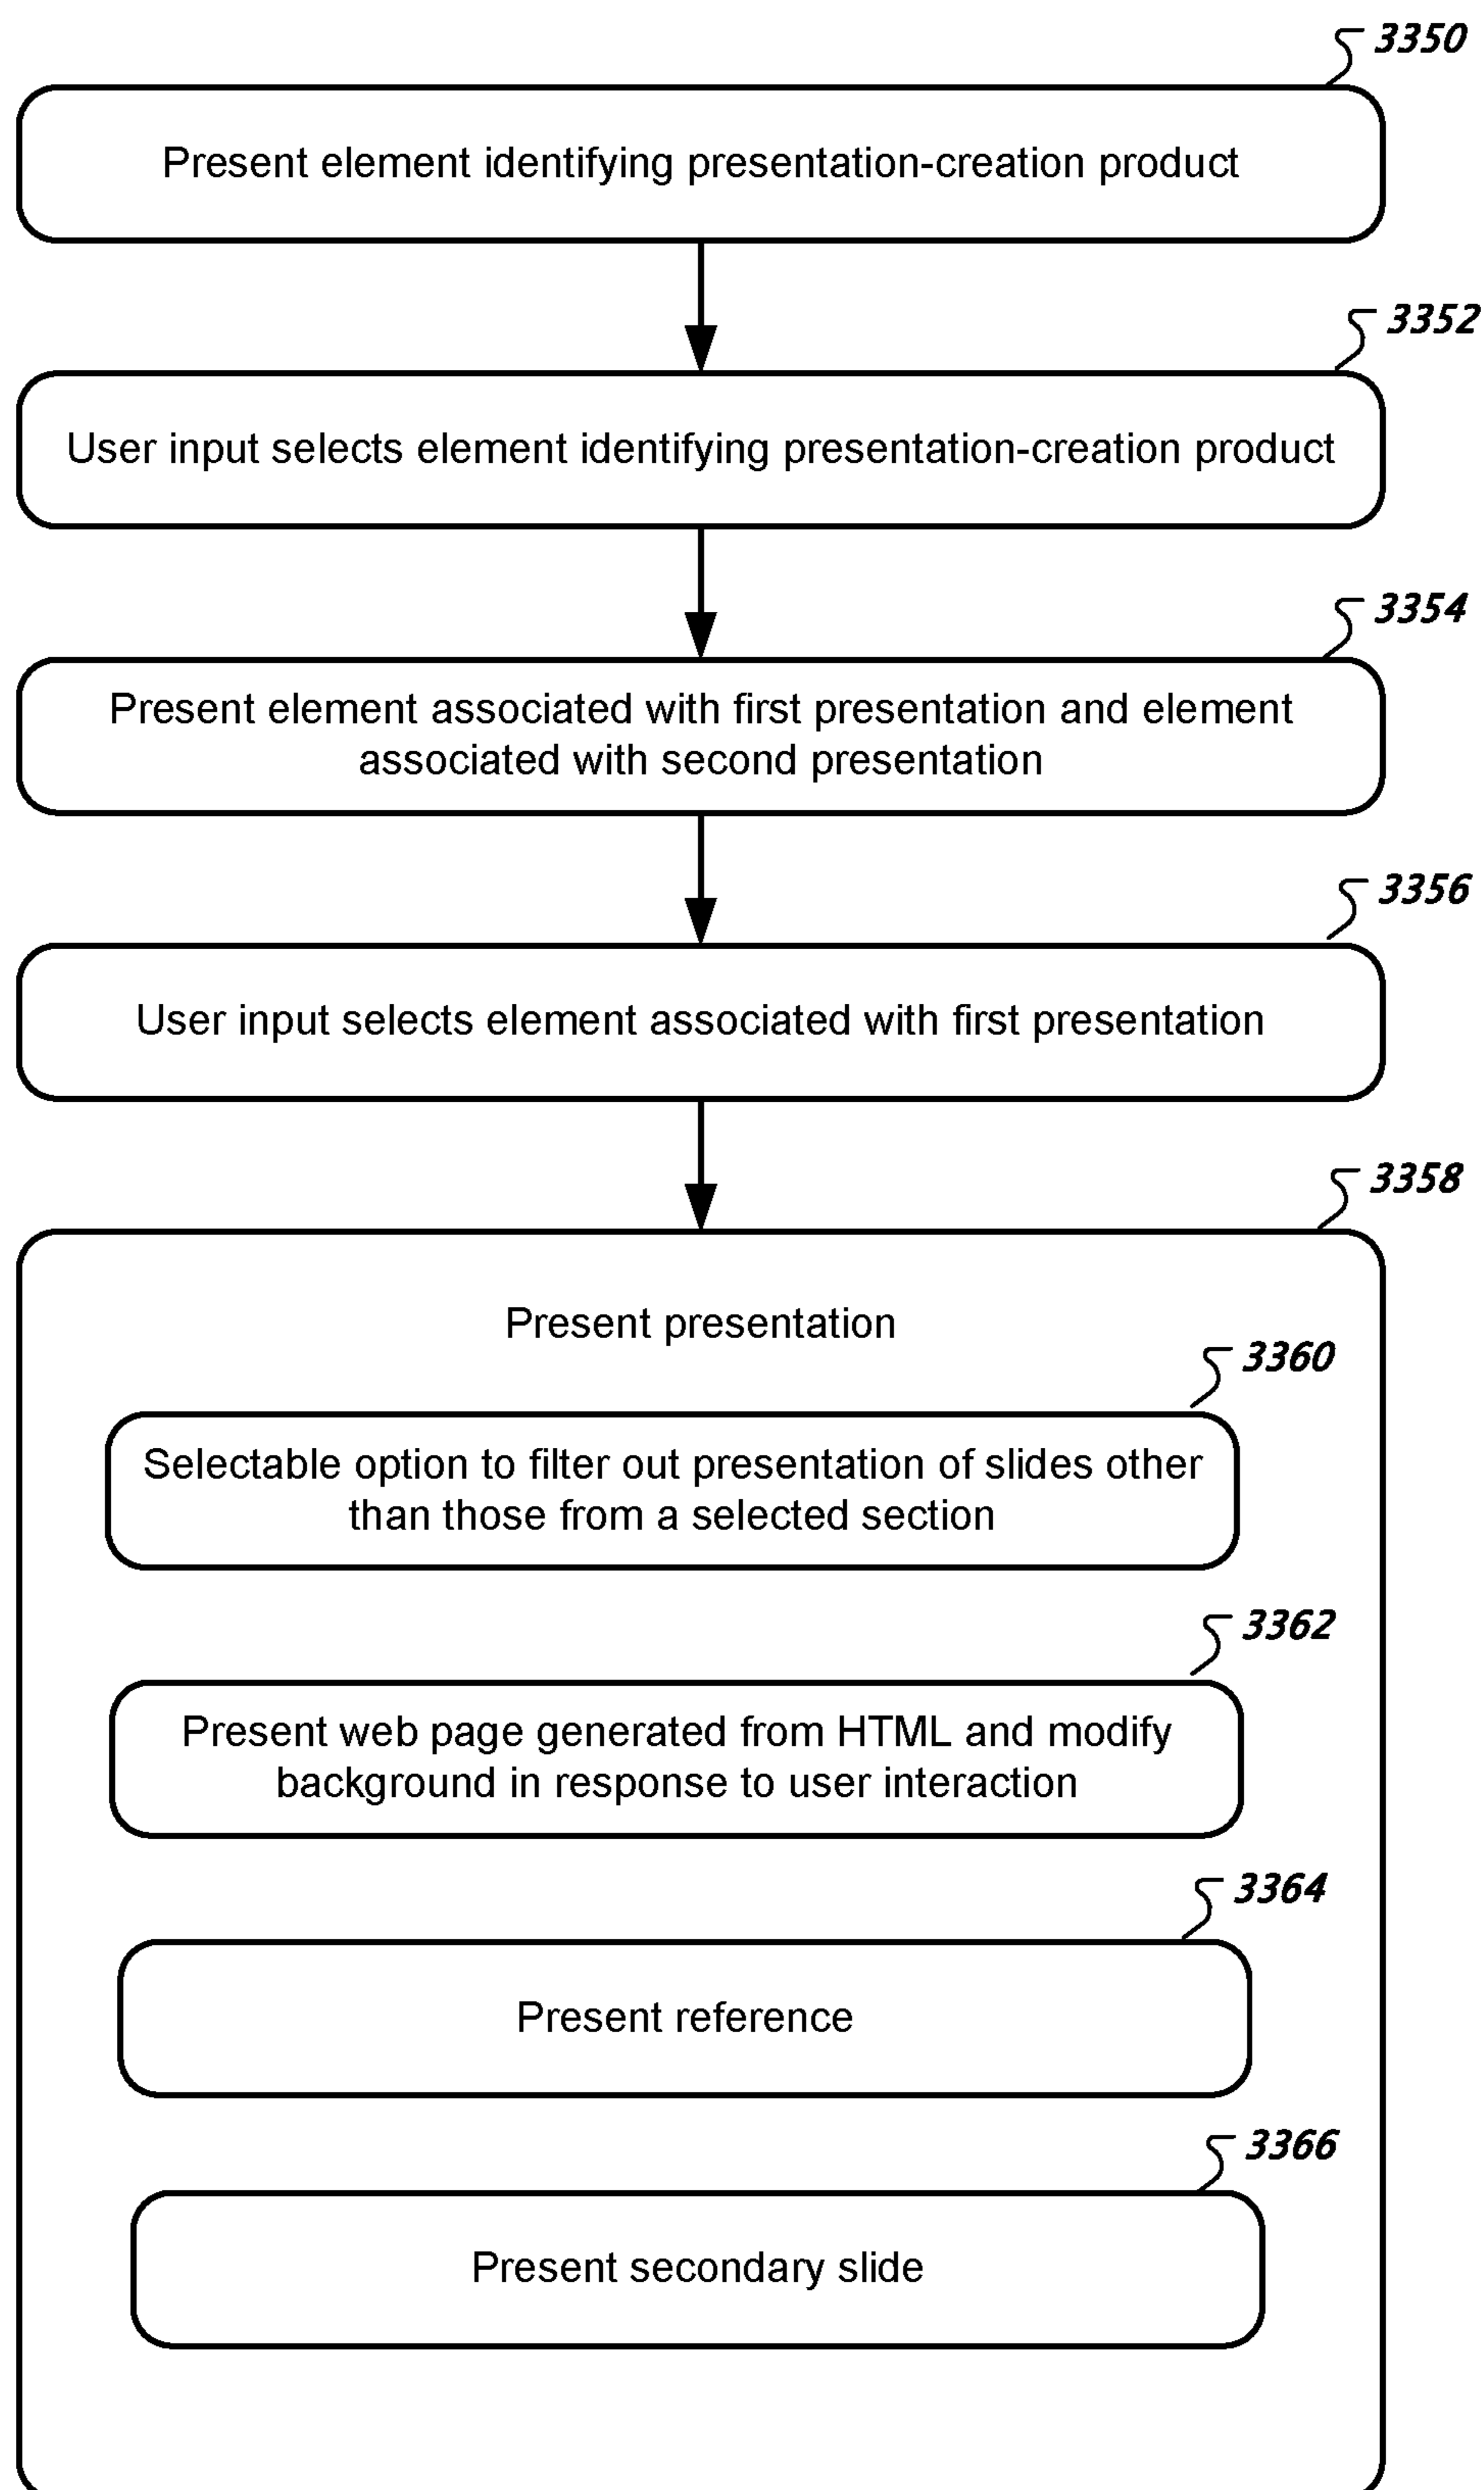 3350
Present element identifying presentation-creation product
3352
User input selects element identifying presentation-creation product
3354
Present element associated with first presentation and element
associated with second presentation
3356
User input selects element associated with first presentation
3358
Present presentation
3360
Selectable option to filter out presentation of slides other
than those from a selected section
3362
Present web page generated from HTML and modify
background in response to user interaction
3364
Present reference
3366
Present secondary slide